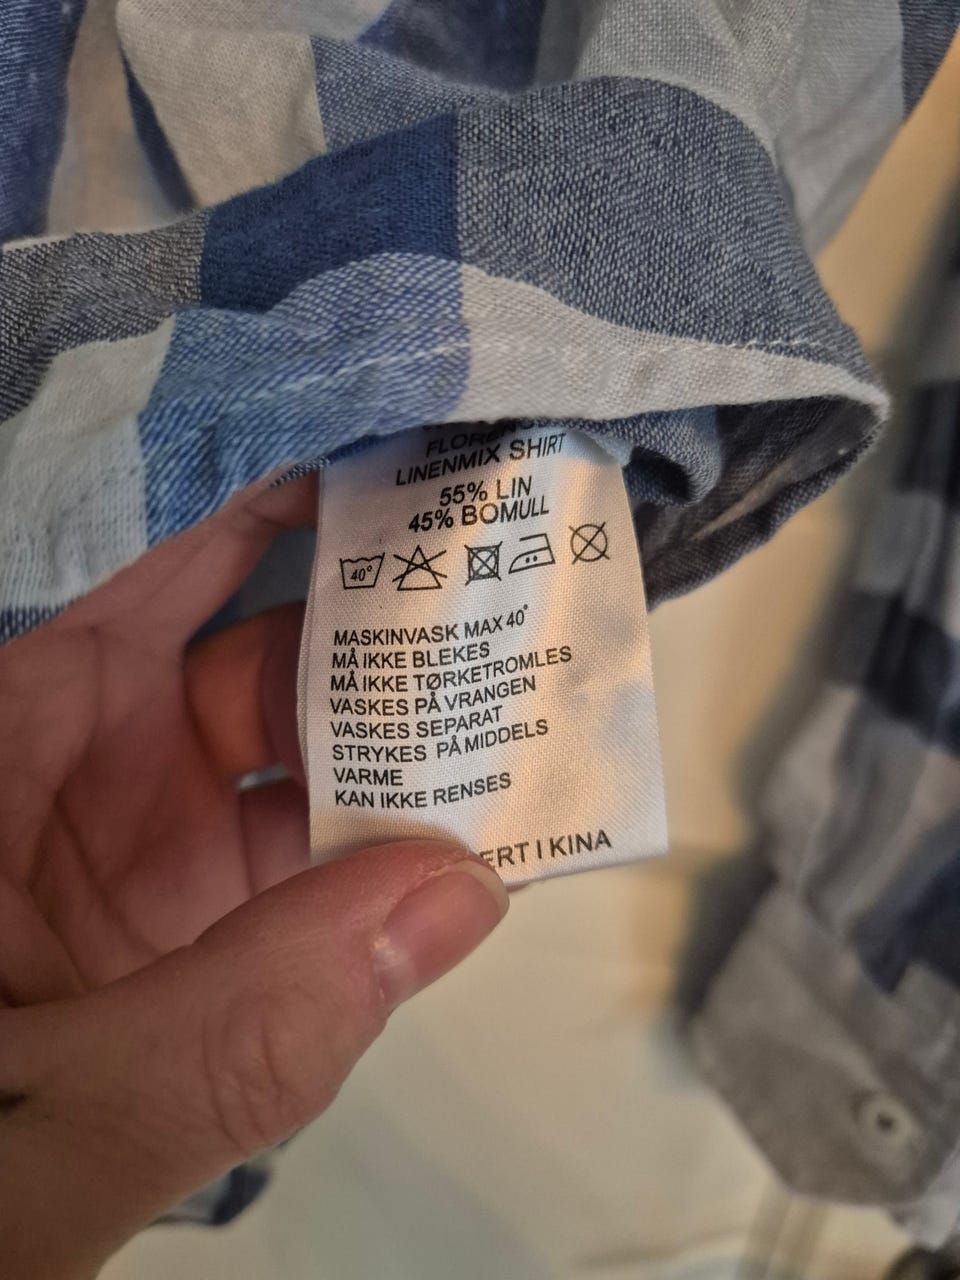 LINENMIX SHIRT
55% LIN
45% BOMULL
40°
MASKINVASK MAX 40°
MÅ IKKE BLEKES
MÅ IKKE TØRKETROMLES
VASKES PÅ VRANGEN
VASKES SEPARAT
STRYKES PÅ MIDDELS
VARME
KAN IKKE RENSES
I KINA